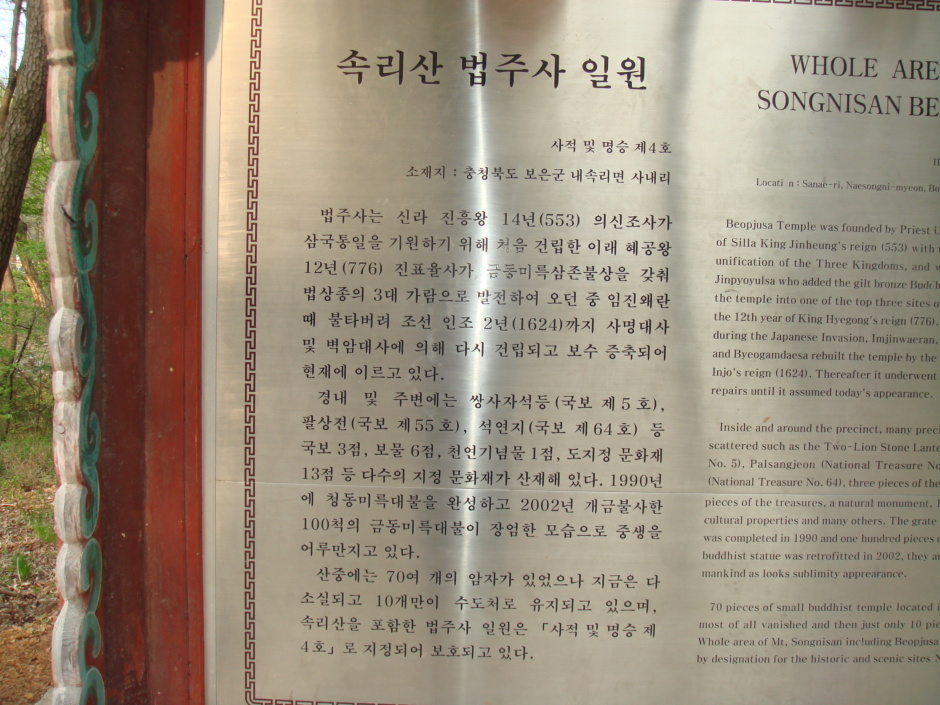 속리산 법주사 일원
사적 및 명승 제4호
소재지 : 충청북도 보은군 내속리면 사내리
법주사는 신라 진흥왕 14년(553) 의신조사가
삼국통일을 기원하기 위해 처음 건립한 이래 혜공왕
12년(776) 진표율사가 금동미륵삼존불상을 갖춰
법상종의 3대 가람으로 발전하여 오던 중 임진왜란
때 불타버려 조선 인조 2년(1624)까지 사명대사
및 벽암대사에 의해 다시 건립되고 보수 증축되어
현재에 이르고 있다.
경내 및 주변에는 쌍사자석등(국보 제5호),
팔상전(국보 제55호), 석연지(국보 제64호) 등
국보 3점, 보물 6점, 천연기념물 1점, 도지정 문화재
13점 등 다수의 지정 문화재가 산재해 있다. 1990년
에 청동미륵대불을 완성하고 2002년 개금불사한
100척의 금동미륵대불이 장엄한 모습으로 중생을
어루만지고 있다.
산중에는 70여 개의 암자가 있었으나 지금은 다
소실되고 10개만이 수도처로 유지되고 있으며,
속리산을 포함한 법주사 일원은 「사적 및 명승 제
4호」로 지정되어 보호되고 있다.
WHOLE ARE
SONGNISAN BE
Locati n : Sanae-ri, Naesongni-myeon, Bo
Beopjusa Temple was founded by Priest
of Silla King Jinheung's reign (553) with
unification of the Three Kingdoms, and
Jinpyoyulsa who added the gilt bronze Buddh
the temple into one of the top three sites
the 12th year of King Hyegong's reign (776).
during the Japanese Invasion, Imjinwaeran,
and Byeogamdaesa rebuilt the temple by the
Injo's reign (1624). Thereafter it underwent
repairs until it assumed today's appearance.
Inside and around the precinct, many preci
scattered such as the Two-Lion Stone Lante
No. 5), Palsangjeon (National Treasure No
(National Treasure No. 64), three pieces of the
pieces of the treasures, a natural monument,
cultural properties and many others. The grate
was completed in 1990 and one hundred pieces
buddhist statue was retrofitted in 2002, they
mankind as looks sublimity apprearance.
70 pieces of small buddhist temple located
most of all vanished and then just only 10 pie
Whole area of Mt. Songnisan including Beopjusa
by designation for the historic and scenic sites N